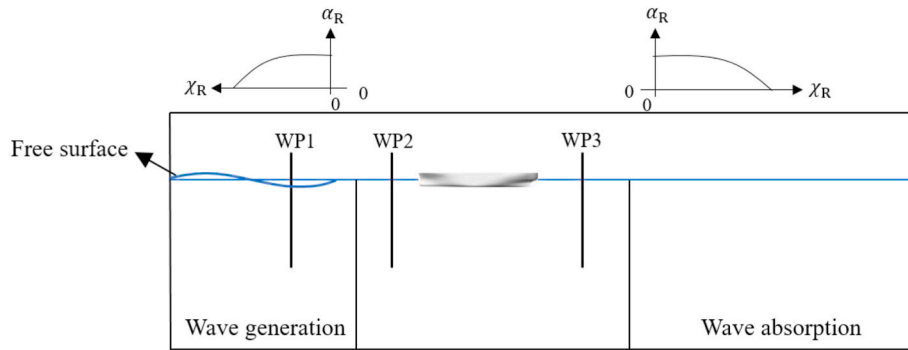 α_R
α_R
χ_R
0
0
0
0
χ_R
WP1
WP2
WP3
Free surface
Wave generation
Wave absorption